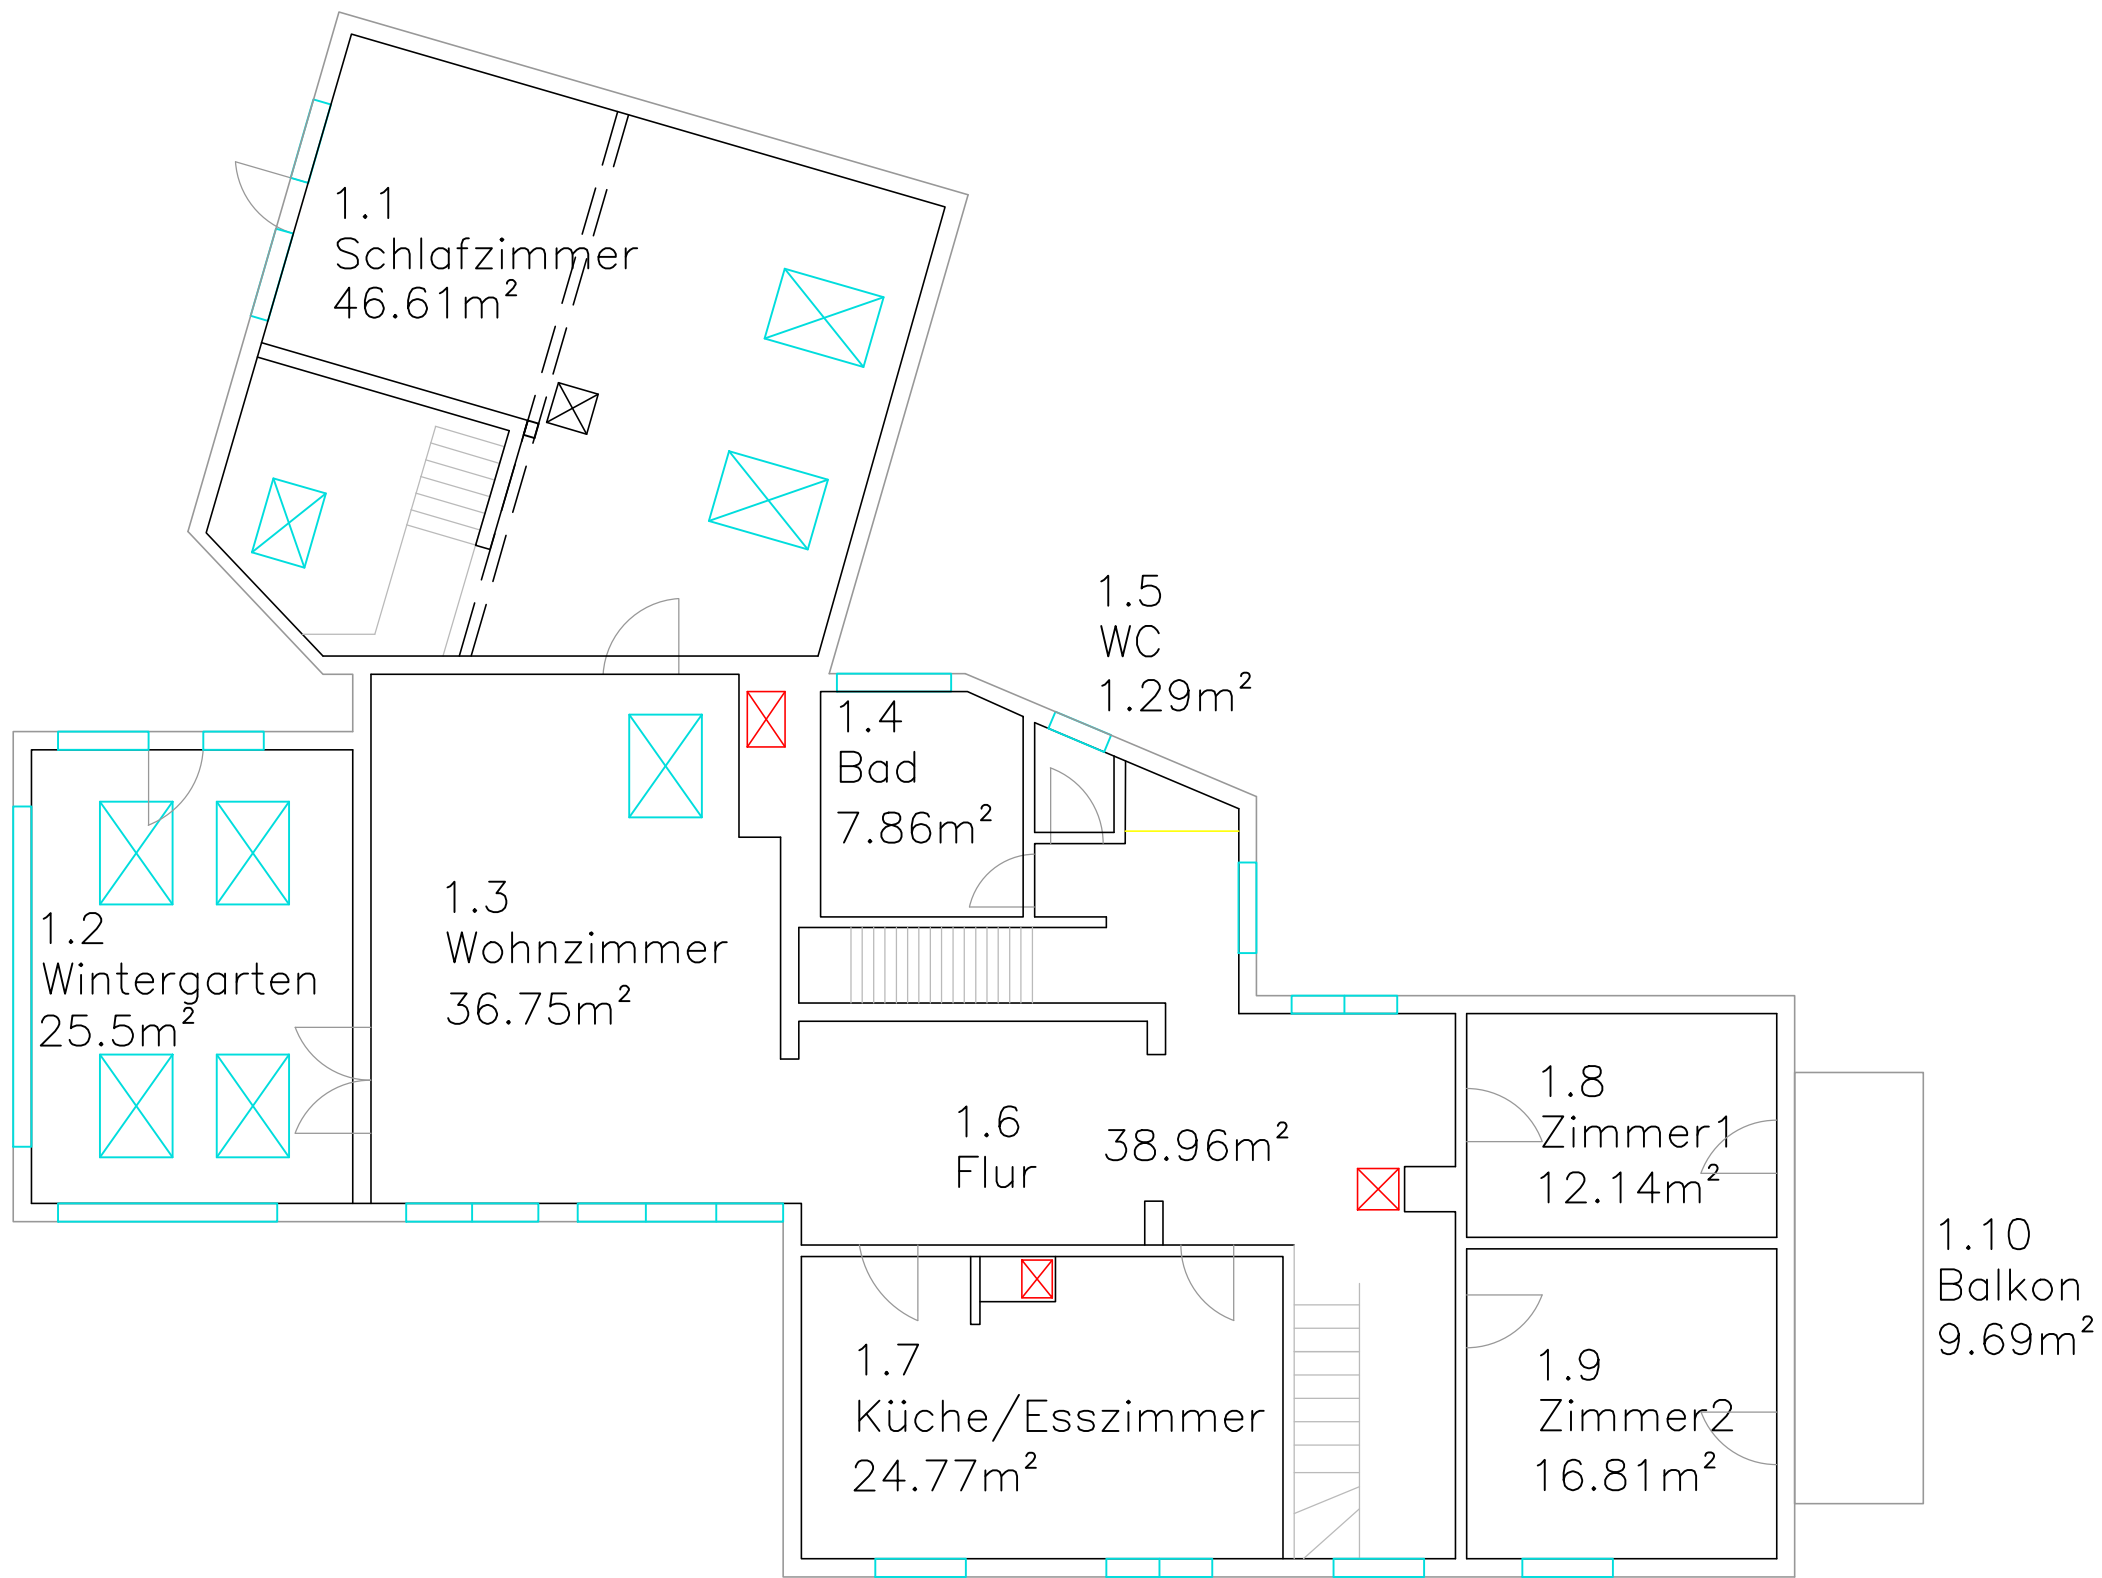 1.1
Schlafzimmer
46.61m²
1.5
WC
1.29m²
1.4
Bad
7.86m²
1.3
Wohnzimmer
36.75m²
1.2
Wintergarten
25.5m²
1.6
Flur
38.96m²
1.8
Zimmer1
12.14m²
1.10
Balkon
9.69m²
1.7
Küche/Esszimmer
24.77m²
1.9
Zimmer2
16.81m²